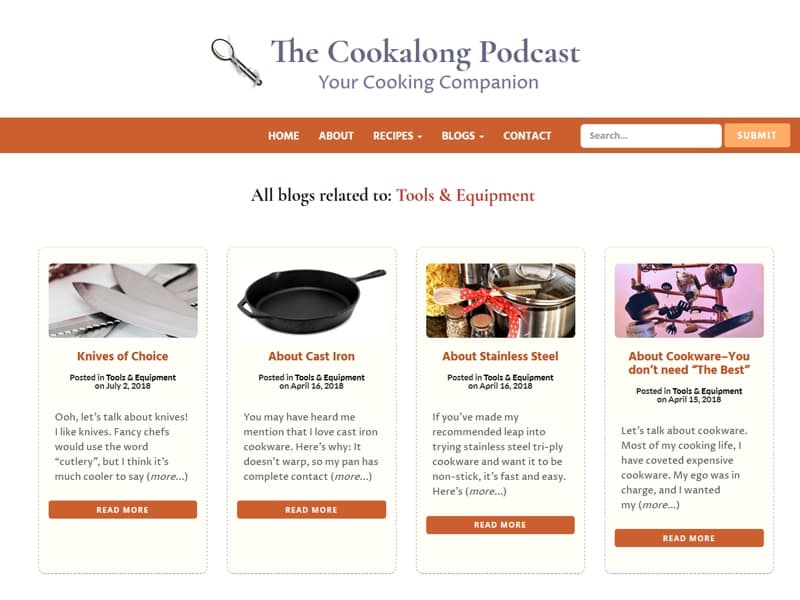 The Cookalong Podcast
Your Cooking Companion
HOME ABOUT RECIPES BLOGS CONTACT Search... SUBMIT
All blogs related to: Tools & Equipment
Knives of Choice
Posted in Tools & Equipment
on July 2, 2018
Ooh, let's talk about knives!
I like knives. Fancy chefs
would use the word
“cutlery”, but I think it's
much cooler to say (more...)
READ MORE
About Cast Iron
Posted in Tools & Equipment
on April 16, 2018
You may have heard me
mention that I love cast iron
cookware. Here's why: It
doesn't warp, so my pan has
complete contact (more...)
READ MORE
About Stainless Steel
Posted in Tools & Equipment
on April 16, 2018
If you've made my
recommended leap into
trying stainless steel tri-ply
cookware and want it to be
non-stick, it's fast and easy.
Here's (more...)
READ MORE
About Cookware–You
don't need “The Best”
Posted in Tools & Equipment
on April 15, 2018
Let's talk about cookware.
Most of my cooking life, I
have coveted expensive
cookware. My ego was in
charge, and I wanted
my (more...)
READ MORE